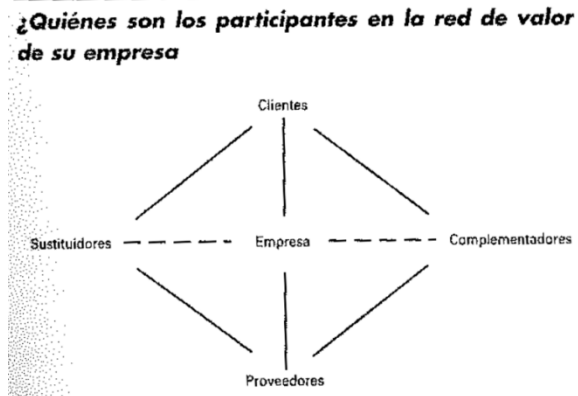 ¿Quiénes son los participantes en la red de valor
de su empresa
Clientes
Sustituidores
Empresa
Complementadores
Proveedores